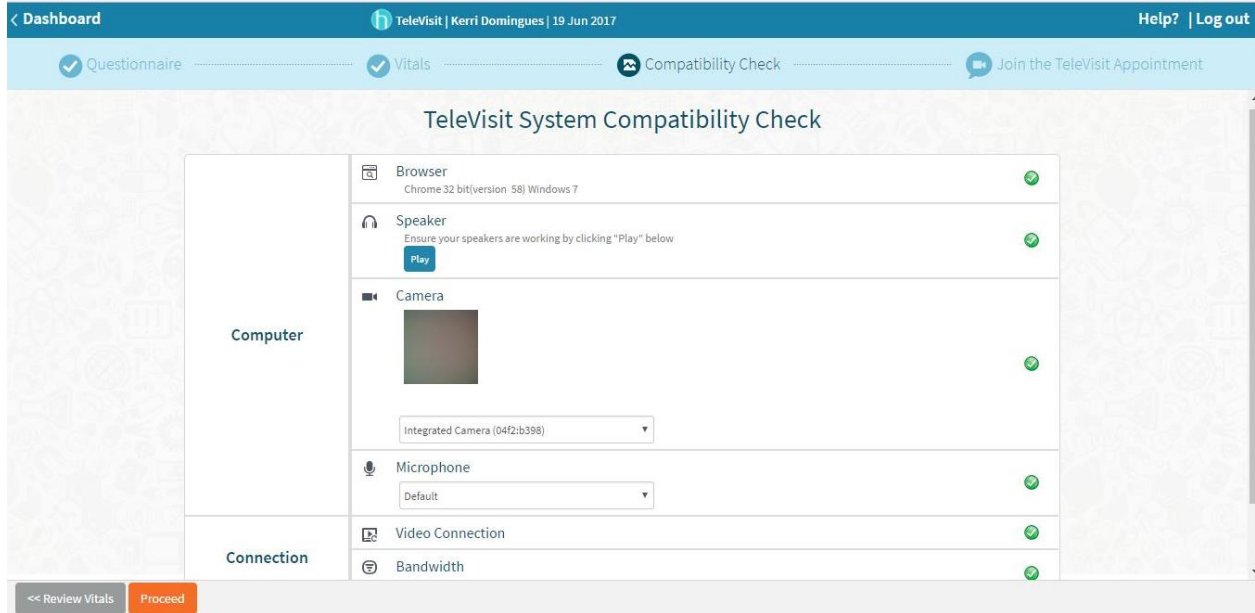 < Dashboard
TeleVisit | Kerri Domingues | 19 Jun 2017
Help? | Log out
Questionnaire
Vitals
Compatibility Check
Join the TeleVisit Appointment
TeleVisit System Compatibility Check
Computer
Browser
Chrome 32 bit(version 58) Windows 7
Speaker
Ensure your speakers are working by clicking "Play" below
Play
Camera
Integrated Camera (04f2:b398)
Microphone
Default
Connection
Video Connection
Bandwidth
<< Review Vitals
Proceed